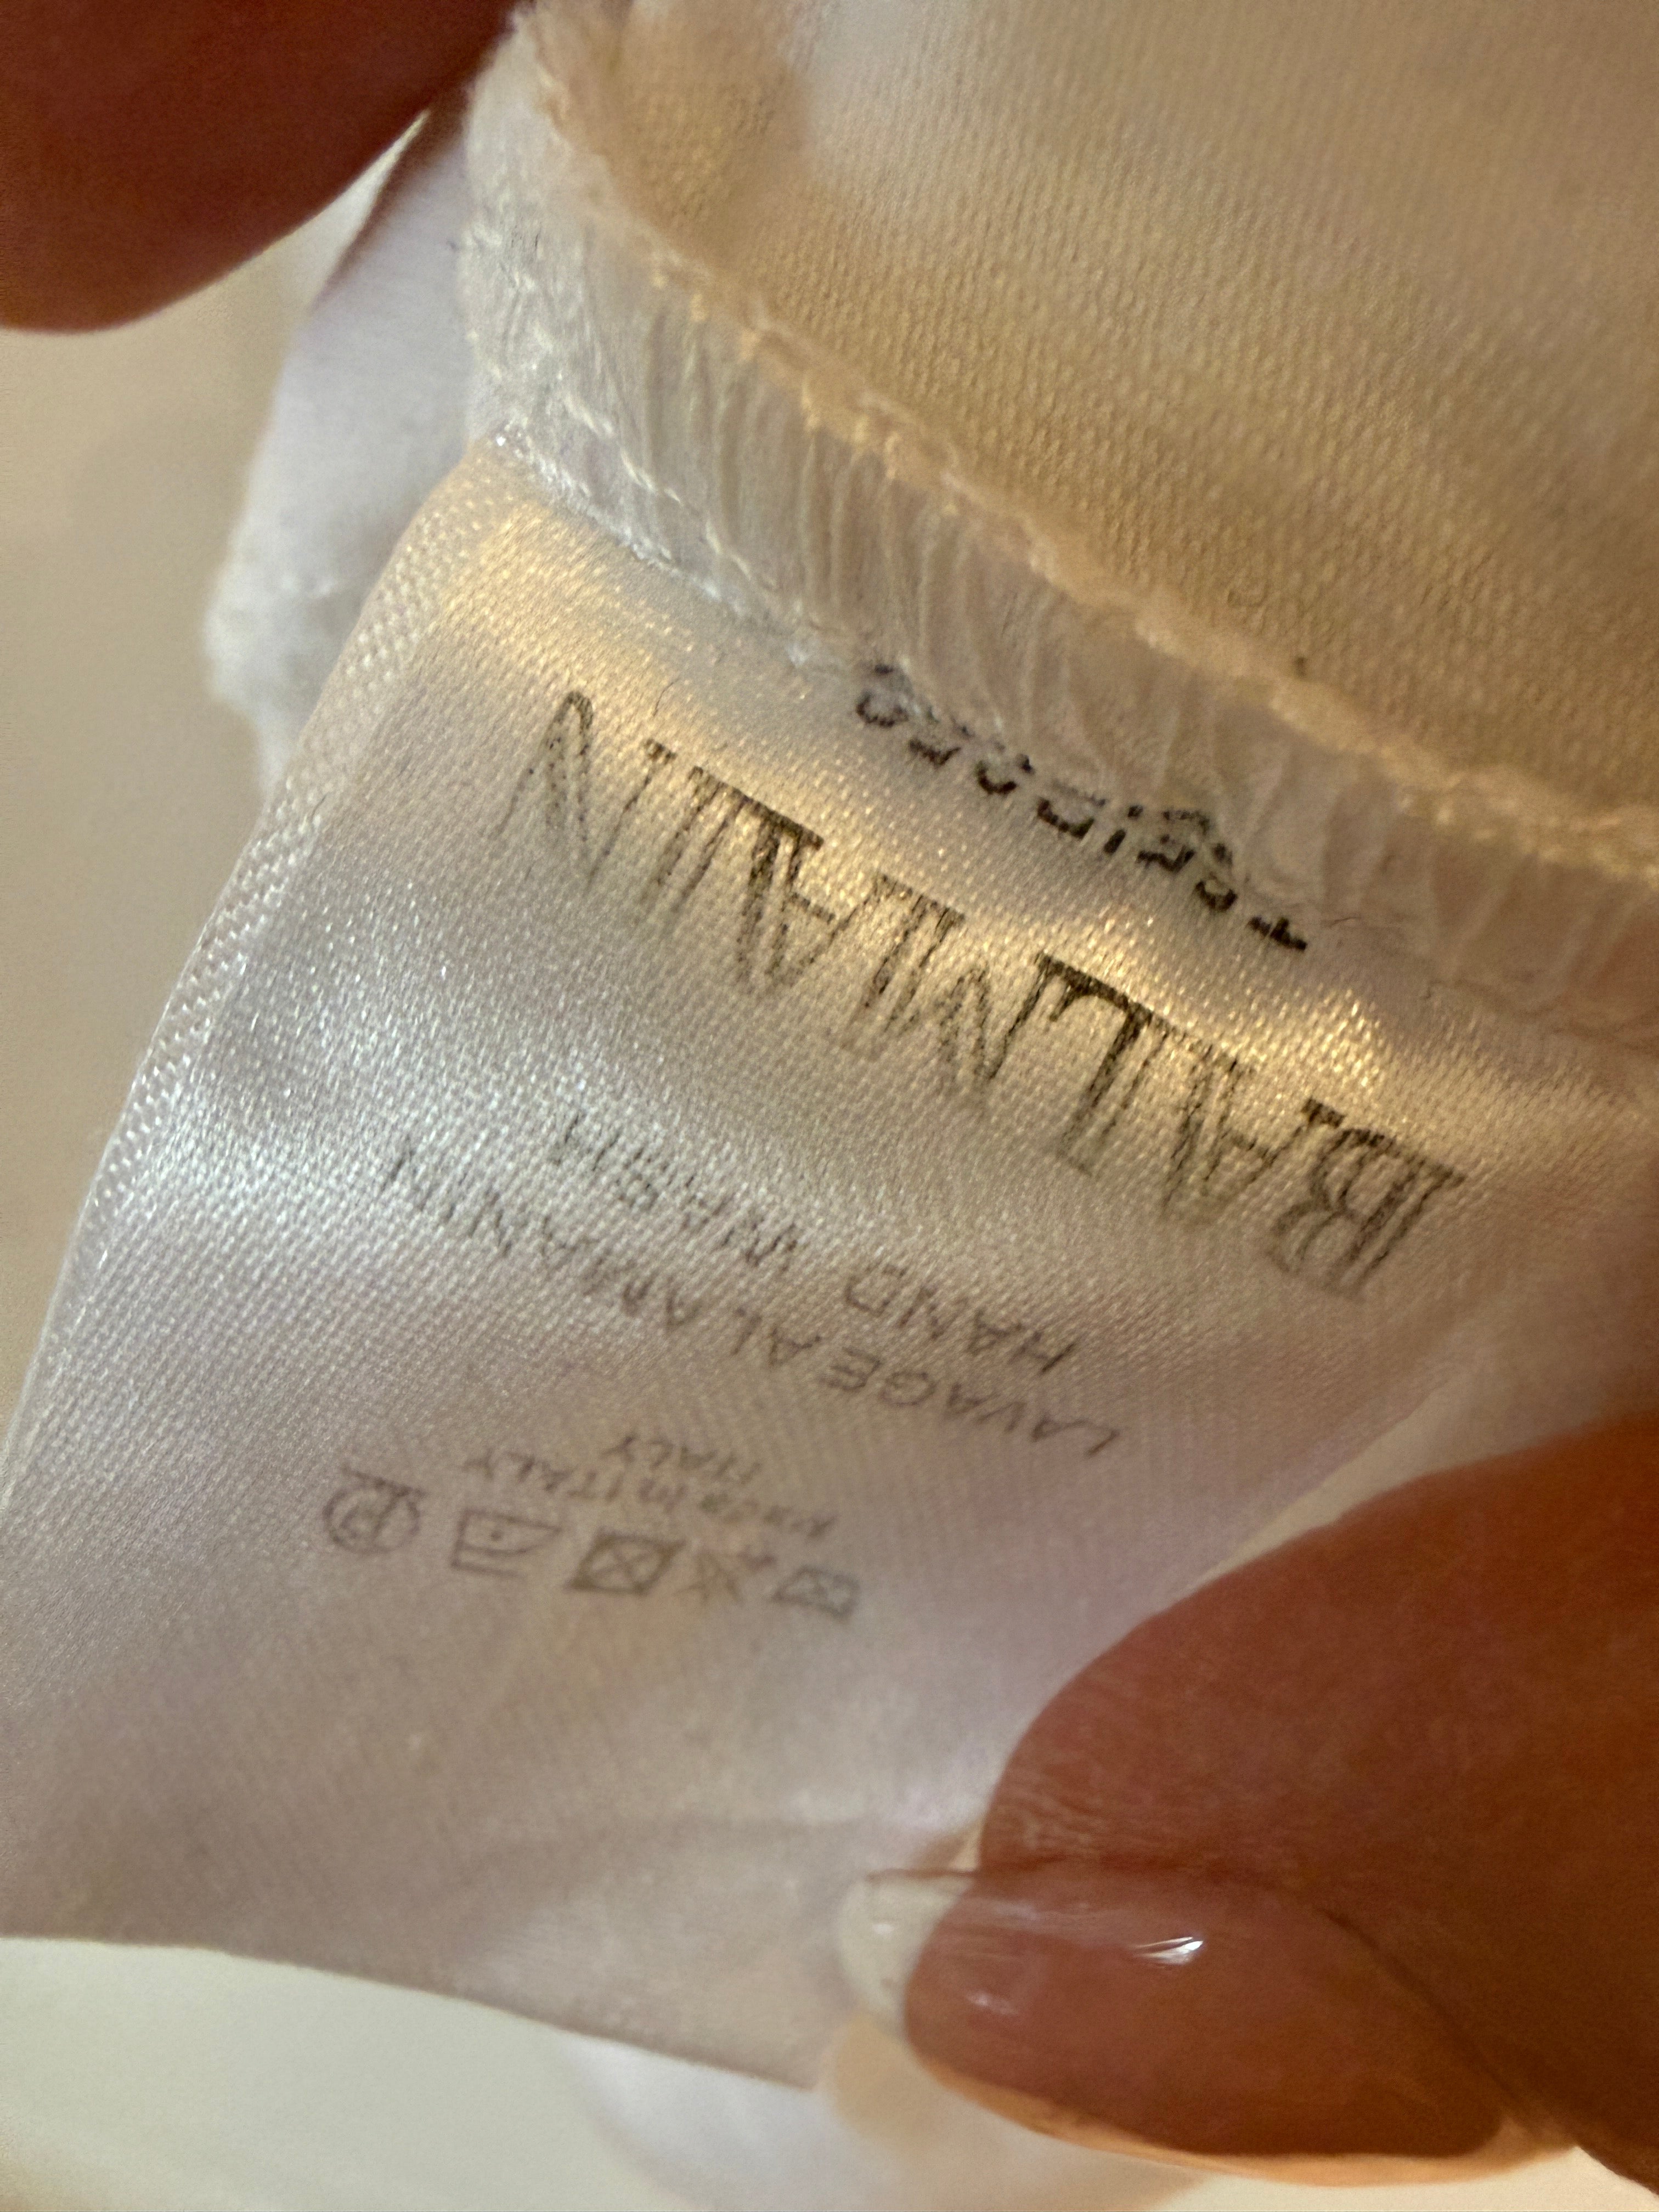 MADE IN ITALY
ITALY
LAVAGE A LA MAIN
HAND WASH
BALMAIN